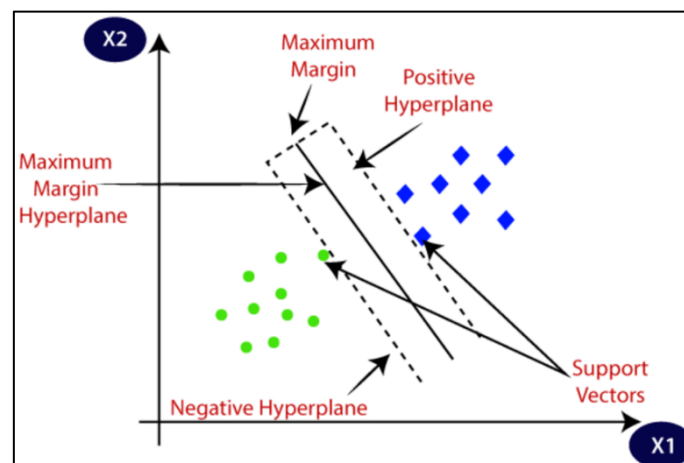 X2
Maximum
Margin
Positive
Hyperplane
Maximum
Margin
Hyperplane
Support
Vectors
Negative Hyperplane
X1